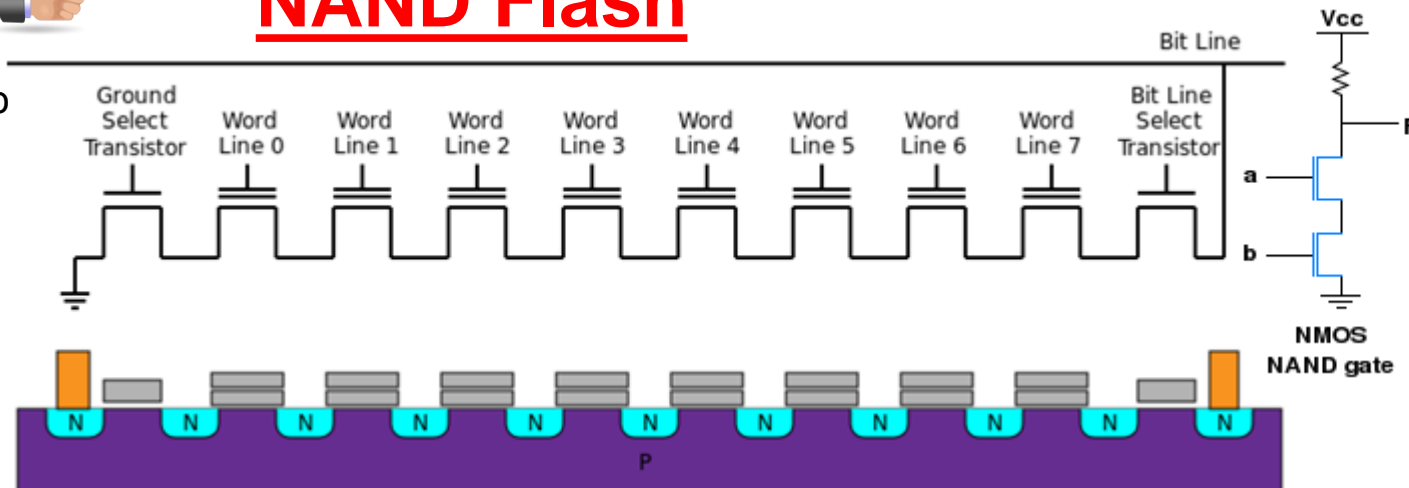 NAND Flash
Vcc
Bit Line
Ground
Select
Transistor
Word
Line 0
Word
Line 1
Word
Line 2
Word
Line 3
Word
Line 4
Word
Line 5
Word
Line 6
Word
Line 7
Bit Line
Select
Transistor
F
a
b
NMOS
NAND gate
N
N
N
N
N
N
N
N
N
N
N
P